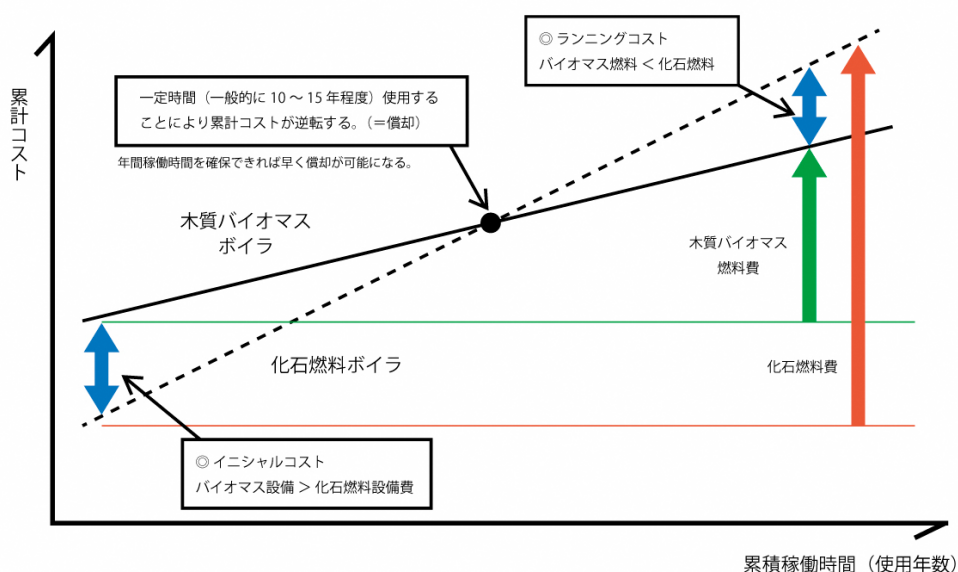 累計コスト
◎ ランニングコスト
バイオマス燃料 < 化石燃料
一定時間（一般的に 10 ～ 15 年程度）使用する
ことにより累計コストが逆転する。（＝償却）
年間稼働時間を確保できれば早く償却が可能になる。
木質バイオマス
ボイラ
木質バイオマス
燃料費
化石燃料ボイラ
化石燃料費
◎ イニシャルコスト
バイオマス設備 > 化石燃料設備費
累積稼働時間（使用年数）